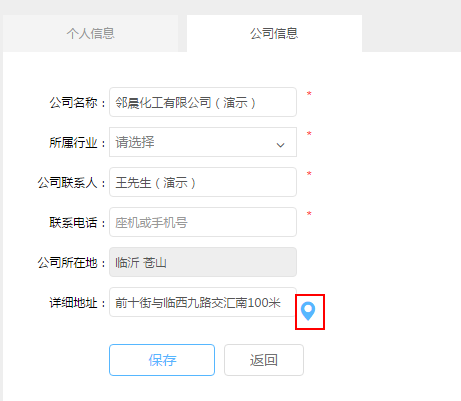 个人信息 公司信息
公司名称： 邻晨化工有限公司（演示） *
所属行业： 请选择 *
公司联系人： 王先生（演示） *
联系电话： 座机或手机号 *
公司所在地： 临沂 苍山
详细地址： 前十街与临西九路交汇南100米
保存 返回